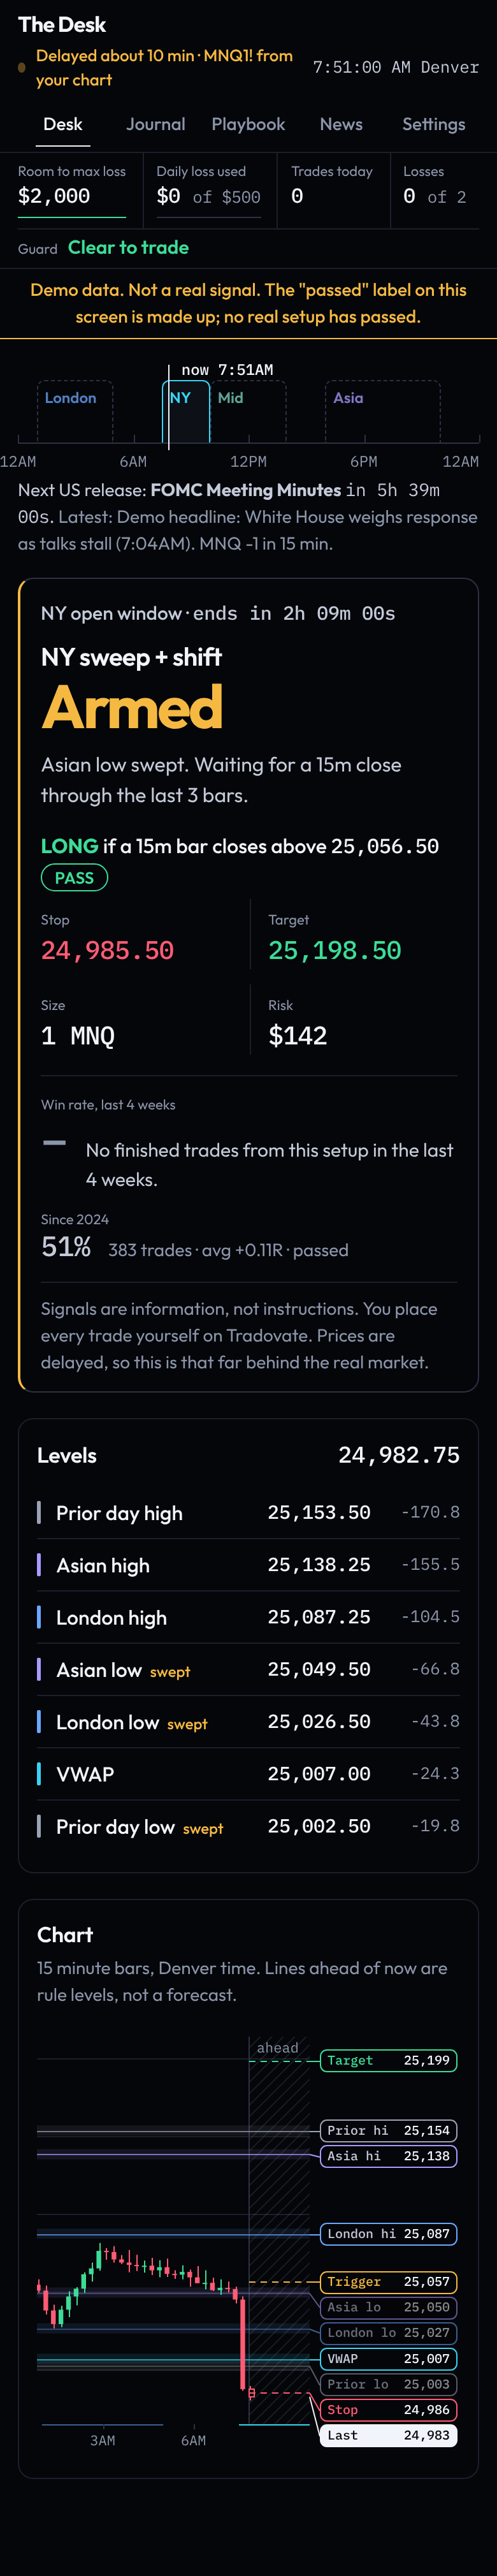 The Desk
Delayed about 10 min · MNQ1! from
your chart
7:51:00 AM Denver
Desk Journal Playbook News Settings
Room to max loss Daily loss used Trades today Losses
$2,000 $0 of $500 0 0 of 2
Guard Clear to trade
Demo data. Not a real signal. The "passed" label on this
screen is made up; no real setup has passed.
now 7:51AM
London NY Mid Asia
12AM 6AM 12PM 6PM 12AM
Next US release: FOMC Meeting Minutes in 5h 39m
00s. Latest: Demo headline: White House weighs response
as talks stall (7:04AM). MNQ -1 in 15 min.
NY open window · ends in 2h 09m 00s
NY sweep + shift
Armed
Asian low swept. Waiting for a 15m close
through the last 3 bars.
LONG if a 15m bar closes above 25,056.50
PASS
Stop Target
24,985.50 25,198.50
Size Risk
1 MNQ $142
Win rate, last 4 weeks
– No finished trades from this setup in the last
4 weeks.
Since 2024
51% 383 trades · avg +0.11R · passed
Signals are information, not instructions. You place
every trade yourself on Tradovate. Prices are
delayed, so this is that far behind the real market.
Levels 24,982.75
Prior day high 25,153.50 -170.8
Asian high 25,138.25 -155.5
London high 25,087.25 -104.5
Asian low swept 25,049.50 -66.8
London low swept 25,026.50 -43.8
VWAP 25,007.00 -24.3
Prior day low swept 25,002.50 -19.8
Chart
15 minute bars, Denver time. Lines ahead of now are
rule levels, not a forecast.
ahead
Target 25,199
Prior hi 25,154
Asia hi 25,138
London hi 25,087
Trigger 25,057
Asia lo 25,050
London lo 25,027
VWAP 25,007
Prior lo 25,003
Stop 24,986
Last 24,983
3AM 6AM